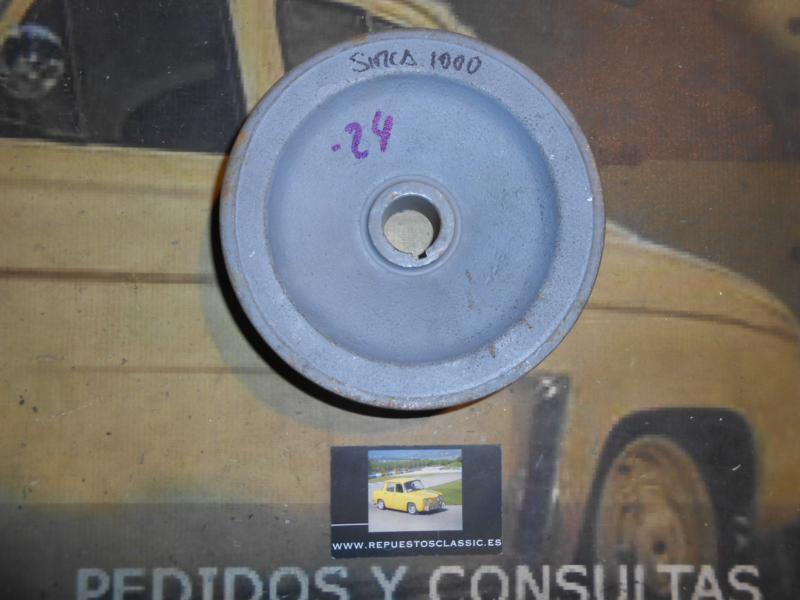 SIMCA 1000
-24
WWW.REPUESTOSCLASSIC.ES
PEDIDOS Y CONSULTAS